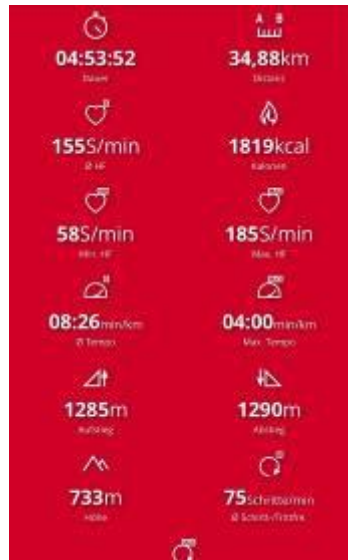 A B
04:53:52 34,88km
Dauer Distanz
155S/min 1819kcal
Ø HF Kalorien
58S/min 185S/min
Min. HF Max. HF
08:26min/km 04:00min/km
Ø Tempo Max. Tempo
1285m 1290m
Aufstieg Abstieg
733m 75Schritte/min
Höhe Ø Schritt-/Trittfre